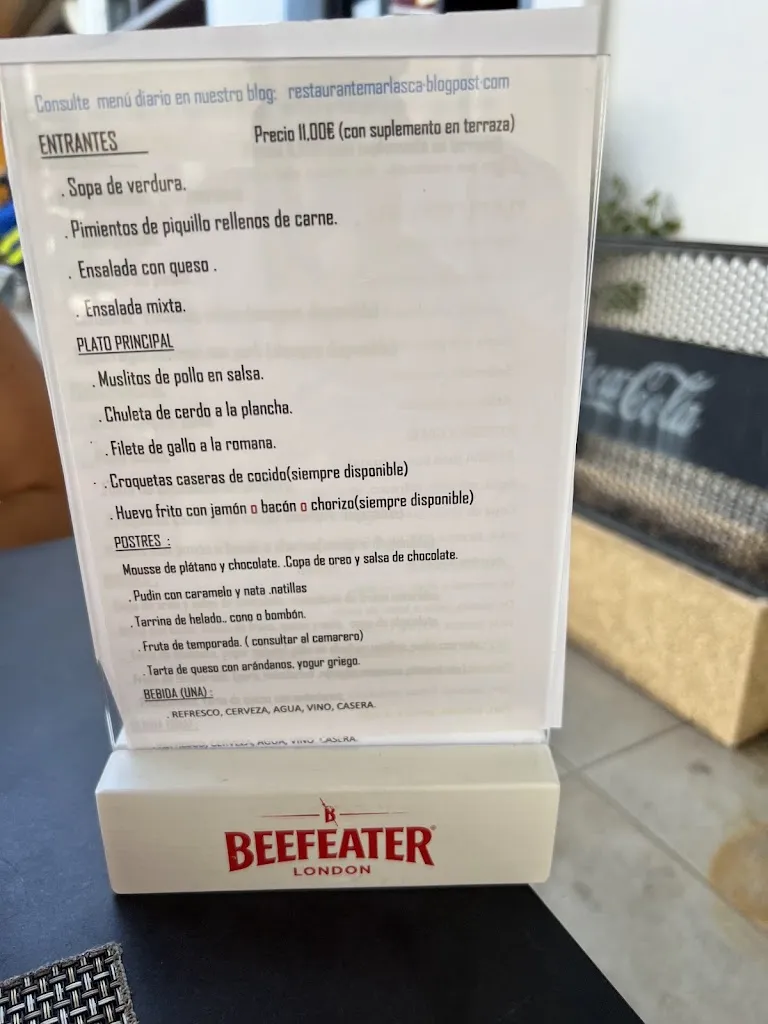 Consulte menú diario en nuestro blog: restaurantemarlasca-blogpost-com
ENTRANTES Precio 11,00€ (con suplemento en terraza)
. Sopa de verdura.
. Pimientos de piquillo rellenos de carne.
. Ensalada con queso .
. Ensalada mixta.
PLATO PRINCIPAL
. Muslitos de pollo en salsa.
. Chuleta de cerdo a la plancha.
. Filete de gallo a la romana.
. Croquetas caseras de cocido(siempre disponible)
. Huevo frito con jamón o bacón o chorizo(siempre disponible)
POSTRES :
Mousse de plátano y chocolate. .Copa de oreo y salsa de chocolate.
. Pudin con caramelo y nata .natillas
. Tarrina de helado., cono o bombón.
. Fruta de temporada. ( consultar al camarero)
. Tarta de queso con arándanos. yogur griego.
BEBIDA (UNA) :
. REFRESCO, CERVEZA, AGUA, VINO, CASERA.
AGUA, VINO CASERA.
B
BEEFEATER
LONDON
Coca-Cola